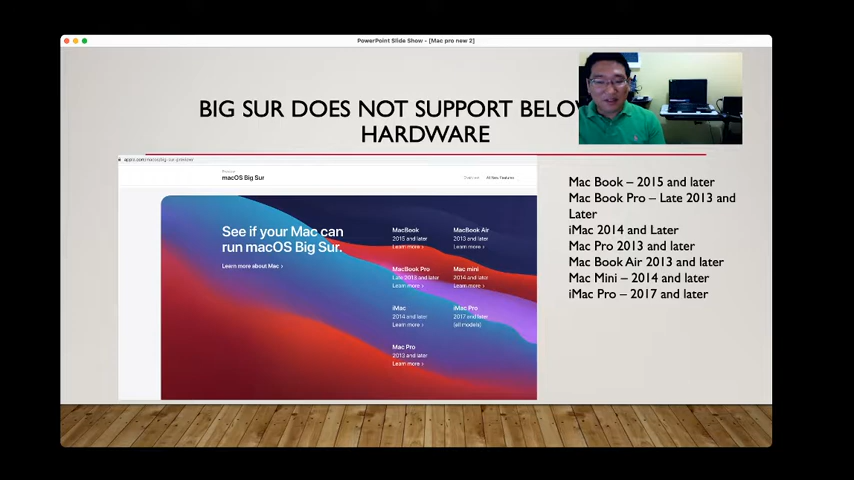 PowerPoint Slide Show - [Mac pro new 2]
BIG SUR DOES NOT SUPPORT BELOW
HARDWARE
macOS Big Sur
All New Features
See if your Mac can
run macOS Big Sur.
Learn more about Mac >
MacBook
2015 and later
Learn more >
MacBook Air
2013 and later
Learn more >
MacBook Pro
Late 2013 and later
Learn more >
Mac mini
2014 and later
Learn more >
iMac
2014 and later
Learn more >
iMac Pro
2017 and later
(all models)
Mac Pro
2013 and later
Learn more >
Mac Book – 2015 and later
Mac Book Pro – Late 2013 and
Later
iMac 2014 and Later
Mac Pro 2013 and later
Mac Book Air 2013 and later
Mac Mini – 2014 and later
iMac Pro – 2017 and later